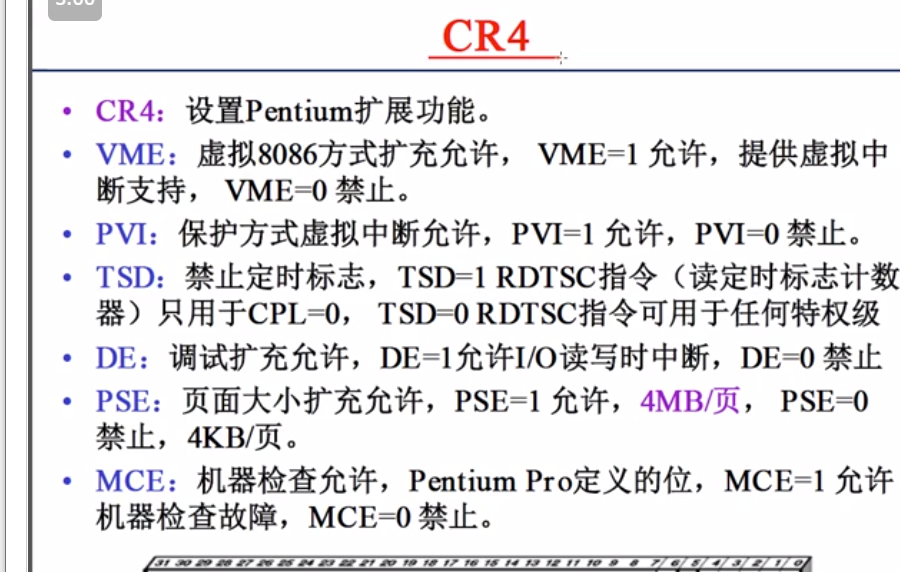 CR4
• CR4：设置Pentium扩展功能。
• VME：虚拟8086方式扩充允许， VME=1 允许，提供虚拟中
断支持， VME=0 禁止。
• PVI：保护方式虚拟中断允许，PVI=1 允许，PVI=0 禁止。
• TSD：禁止定时标志，TSD=1 RDTSC指令（读定时标志计数
器）只用于CPL=0， TSD=0 RDTSC指令可用于任何特权级
• DE：调试扩充允许，DE=1允许I/O读写时中断，DE=0 禁止
• PSE：页面大小扩充允许，PSE=1 允许，4MB/页， PSE=0
禁止，4KB/页。
• MCE：机器检查允许，Pentium Pro定义的位，MCE=1 允许
机器检查故障，MCE=0 禁止。
31 30 29 28 27 26 25 24 23 22 21 20 19 18 17 16 15 14 13 12 11 10 9 8 7 6 5 4 3 2 1 0